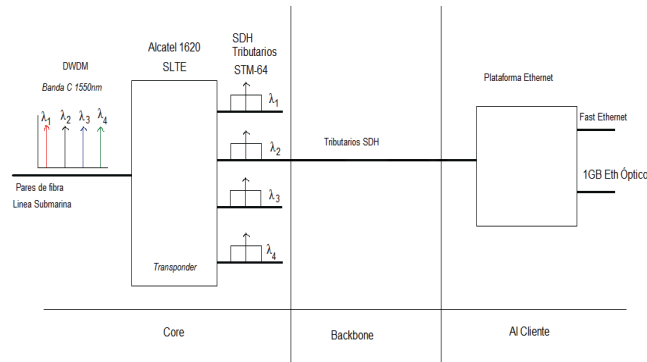 DWDM
Banda C 1550nm
λ1 λ2 λ3 λ4
Pares de fibra
Linea Submarina
Alcatel 1620
SLTE
Transponder
SDH
Tributarios
STM-64
λ1
λ2
λ3
λ4
Tributarios SDH
Plataforma Ethernet
Fast Ethernet
1GB Eth Óptico
Core
Backbone
Al Cliente